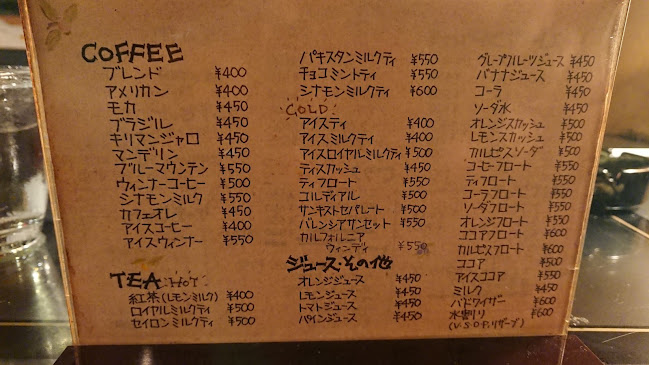 COFFEE
ブレンド ¥400
アメリカン ¥400
モカ ¥450
ブラジル ¥450
キリマンジャロ ¥450
マンデリン ¥450
ブルーマウンテン ¥550
ウィンナーコーヒー ¥500
シナモンミルク ¥550
カフェオレ ¥450
アイスコーヒー ¥400
アイスウィンナー ¥550
TEA HOT
紅茶(レモンミルク) ¥400
ロイヤルミルクティ ¥500
セイロンミルクティ ¥500
パキスタンミルクティ ¥550
チョコミントティ ¥550
シナモンミルクティ ¥600
COLD
アイスティ ¥400
アイスミルクティ ¥400
アイスロイヤルミルクティ ¥500
ティスカッシュ ¥450
ティフロート ¥500
コルディアル ¥500
サンキストセパレート ¥500
バレンシアサンセット ¥550
カルフォルニア
ウィンディ ¥550
ジュース・その他
オレンジジュース ¥450
レモンジュース ¥450
トマトジュース ¥450
パインジュース ¥450
グレープフルーツジュース ¥450
バナナジュース ¥450
コーラ ¥450
ソーダ水 ¥450
オレンジスカッシュ ¥500
レモンスカッシュ ¥500
カルピスソーダ ¥500
コーヒーフロート ¥550
ティフロート ¥550
コーラフロート ¥550
ソーダフロート ¥550
オレンジフロート ¥550
ココアフロート ¥600
カルピスフロート ¥600
ココア ¥500
アイスココア ¥550
ミルク ¥450
バドワイザー ¥600
水割り ¥600
(V.S.O.P.リザーブ)